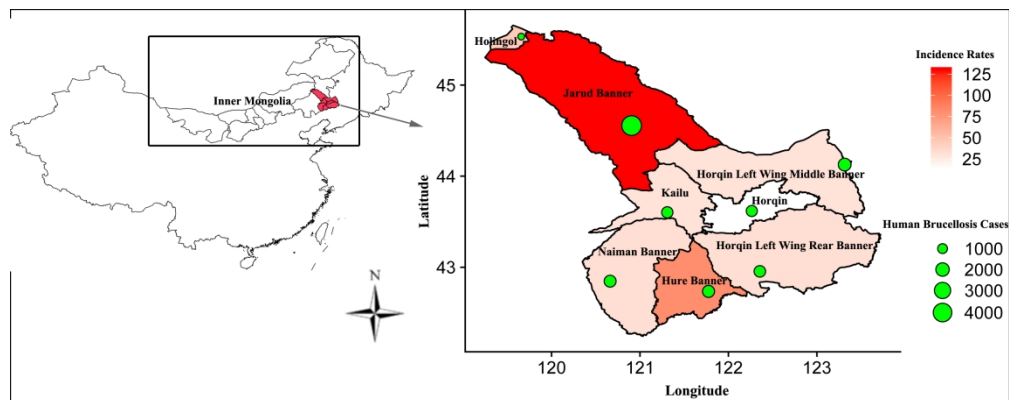 Inner Mongolia
N
Latitude
45
44
43
120
121
122
123
Longitude
Holingol
Jarud Banner
Horqin Left Wing Middle Banner
Kailu
Horqin
Naiman Banner
Horqin Left Wing Rear Banner
Hure Banner
Incidence Rates
125
100
75
50
25
Human Brucellosis Cases
1000
2000
3000
4000